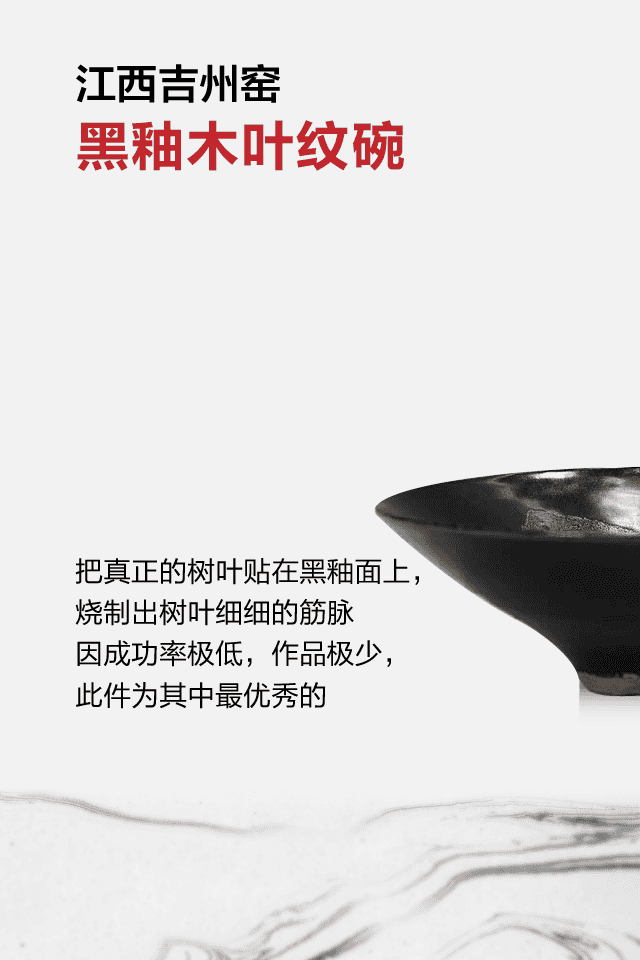 江西吉州窑
黑釉木叶纹碗
把真正的树叶贴在黑釉面上，
烧制出树叶细细的筋脉
因成功率极低，作品极少，
此件为其中最优秀的